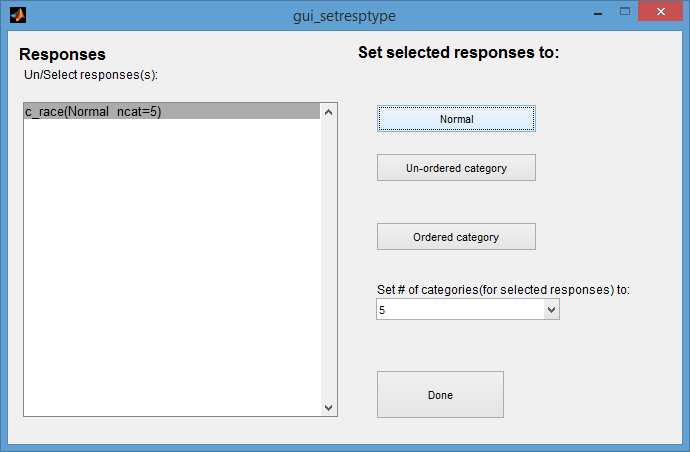 gui_setresptype
Responses
Un/Select responses(s):
c_race(Normal ncat=5)
Set selected responses to:
Normal
Un-ordered category
Ordered category
Set # of categories(for selected responses) to:
5
Done